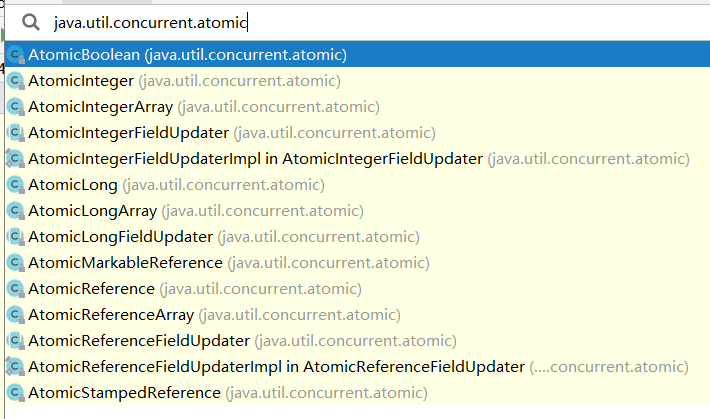 java.util.concurrent.atomic
AtomicBoolean (java.util.concurrent.atomic)
AtomicInteger (java.util.concurrent.atomic)
AtomicIntegerArray (java.util.concurrent.atomic)
AtomicIntegerFieldUpdater (java.util.concurrent.atomic)
AtomicIntegerFieldUpdaterImpl in AtomicIntegerFieldUpdater (java.util.concurrent.atomic)
AtomicLong (java.util.concurrent.atomic)
AtomicLongArray (java.util.concurrent.atomic)
AtomicLongFieldUpdater (java.util.concurrent.atomic)
AtomicMarkableReference (java.util.concurrent.atomic)
AtomicReference (java.util.concurrent.atomic)
AtomicReferenceArray (java.util.concurrent.atomic)
AtomicReferenceFieldUpdater (java.util.concurrent.atomic)
AtomicReferenceFieldUpdaterImpl in AtomicReferenceFieldUpdater (....concurrent.atomic)
AtomicStampedReference (java.util.concurrent.atomic)